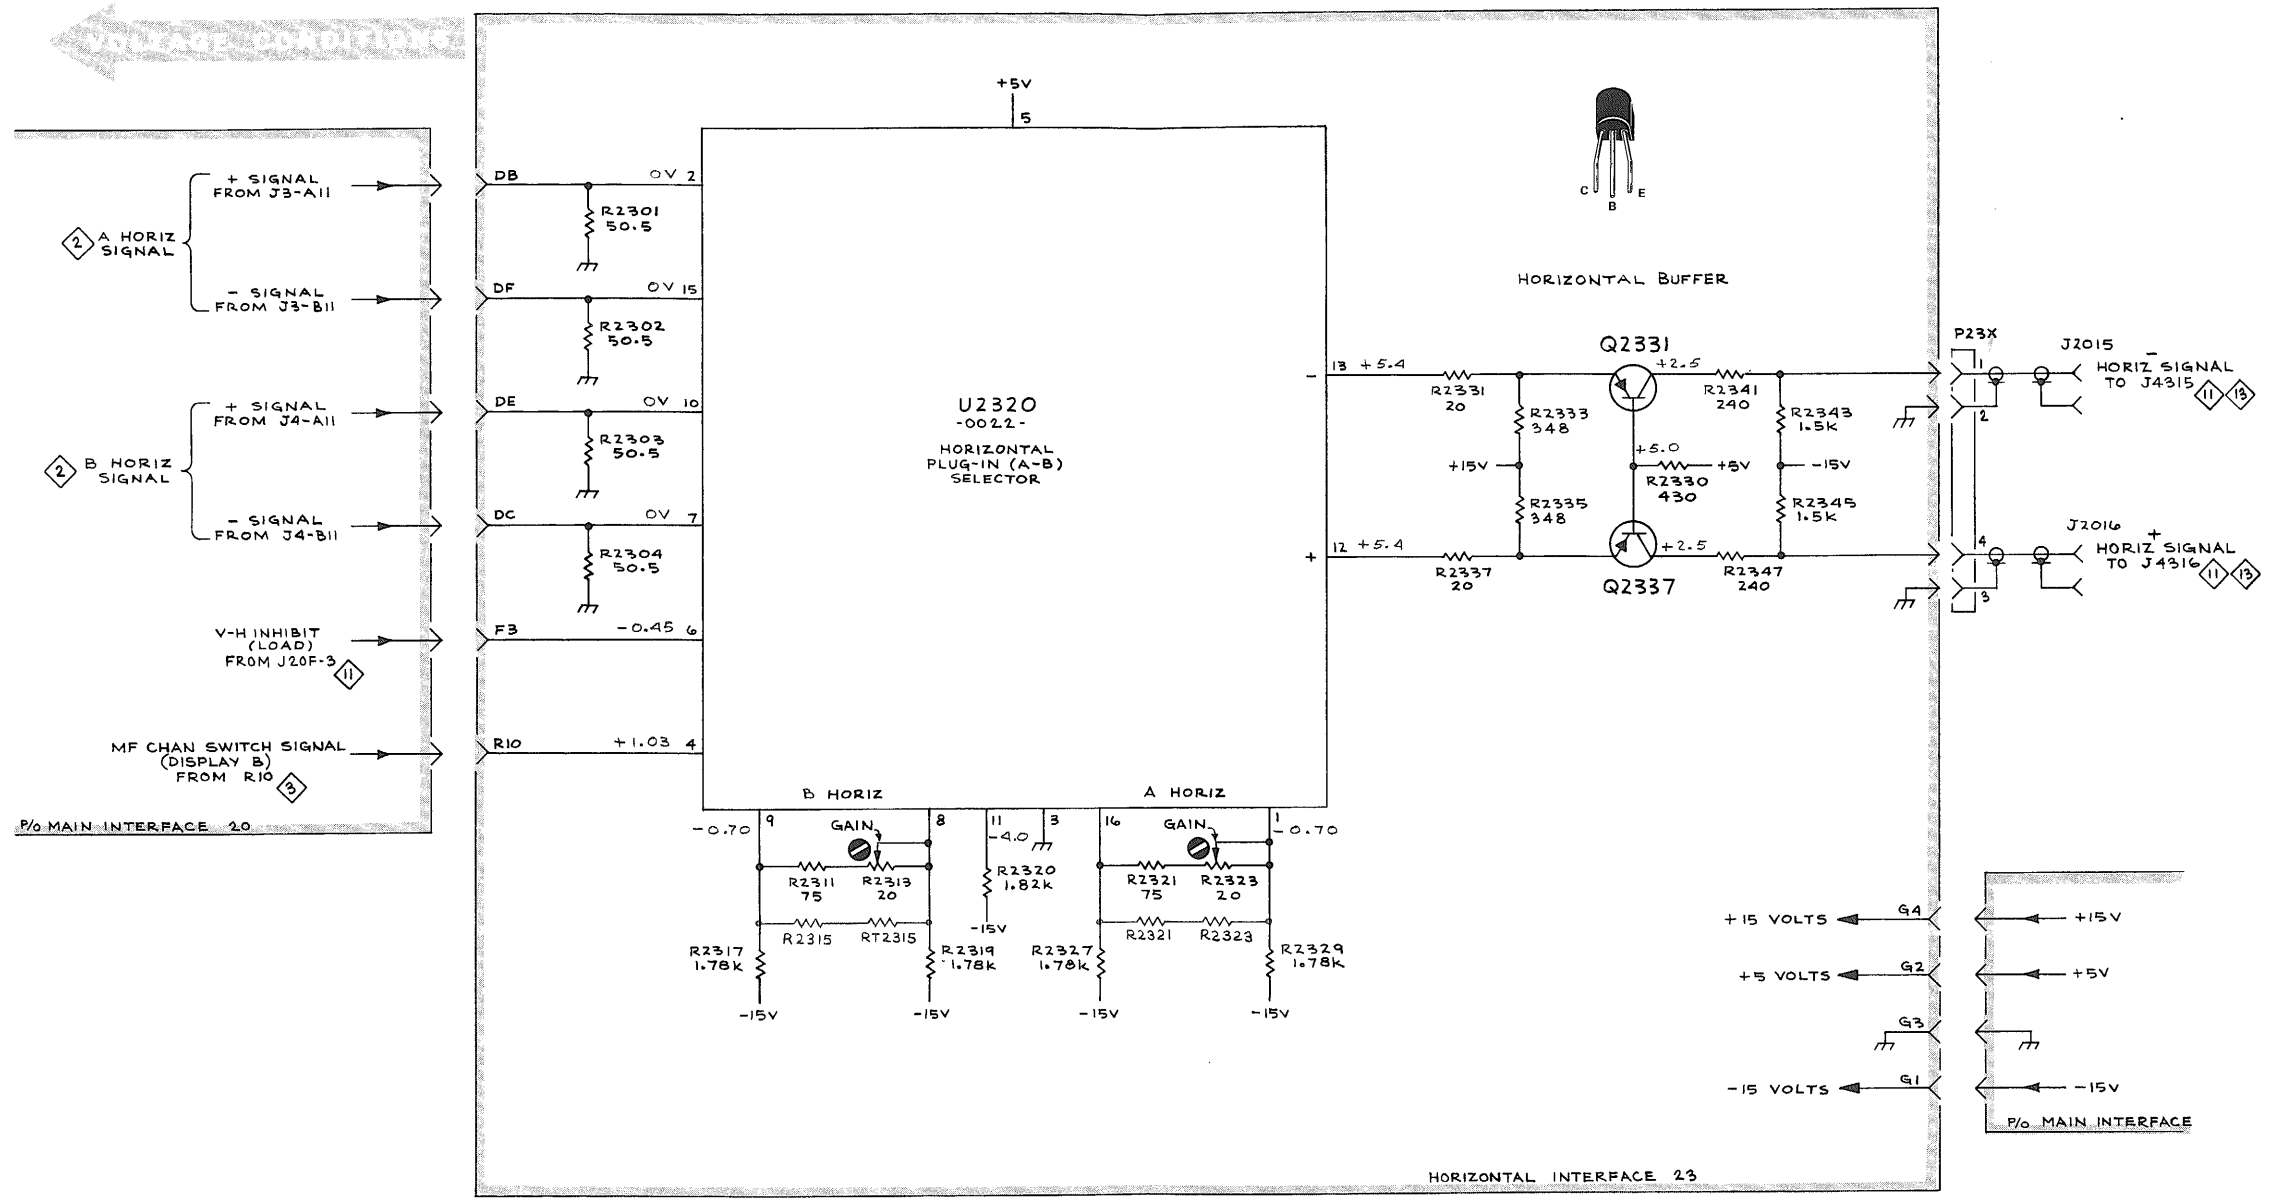 VOLTAGE CONDITIONS
+ SIGNAL
FROM J3-A11
2
A HORIZ
SIGNAL
- SIGNAL
FROM J3-B11
+ SIGNAL
FROM J4-A11
2
B HORIZ
SIGNAL
- SIGNAL
FROM J4-B11
V-H INHIBIT
(LOAD)
FROM J20F-3
11
MF CHAN SWITCH SIGNAL
(DISPLAY B)
FROM R10
3
P/O MAIN INTERFACE 20
+5V
5
DB
0V 2
R2301
50.5
DF
0V 15
R2302
50.5
DE
0V 10
R2303
50.5
DC
0V 7
R2304
50.5
F3
-0.45 6
R10
+1.03 4
U2320
-0022-
HORIZONTAL
PLUG-IN (A-B)
SELECTOR
B HORIZ
A HORIZ
-0.70 9
GAIN
8
11
-4.0
3
16
GAIN
1
-0.70
R2311
75
R2313
20
R2320
1.82K
-15V
R2321
75
R2323
20
R2315
RT2315
R2321
R2323
R2317
1.78K
R2319
1.78K
R2327
1.78K
R2329
1.78K
-15V
-15V
-15V
-15V
C
B
E
HORIZONTAL BUFFER
- 13 +5.4
R2331
20
Q2331
+2.5
R2341
240
R2333
348
R2343
1.5K
+15V
+5.0
+5V
R2330
430
-15V
R2335
348
R2345
1.5K
+ 12 +5.4
R2337
20
Q2337
+2.5
R2347
240
P23X
1
2
J2015
-
HORIZ SIGNAL
TO J4315
11 13
4
3
J2016
+
HORIZ SIGNAL
TO J4316
11 13
+15 VOLTS
G4
+15V
+5 VOLTS
G2
+5V
G3
-15 VOLTS
G1
-15V
P/O MAIN INTERFACE
HORIZONTAL INTERFACE 23